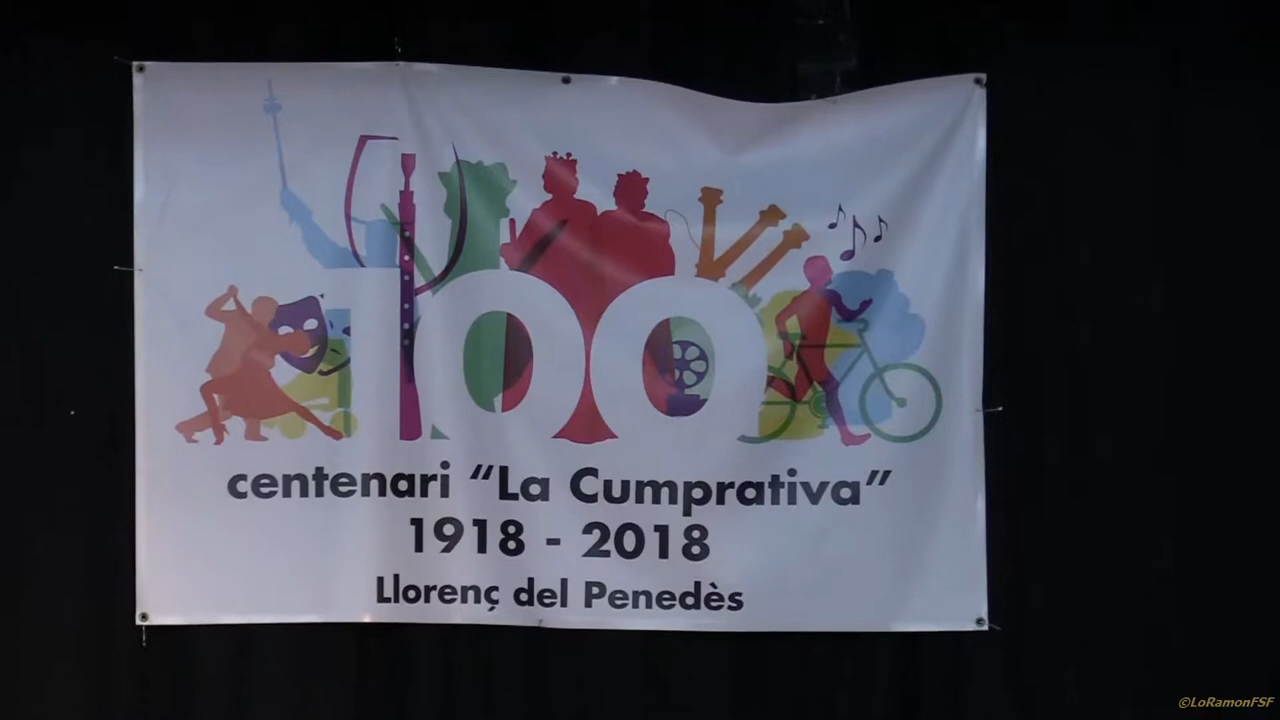 100
centenari “La Cumprativa”
1918 - 2018
Llorenç del Penedès
©LoRamonFSF